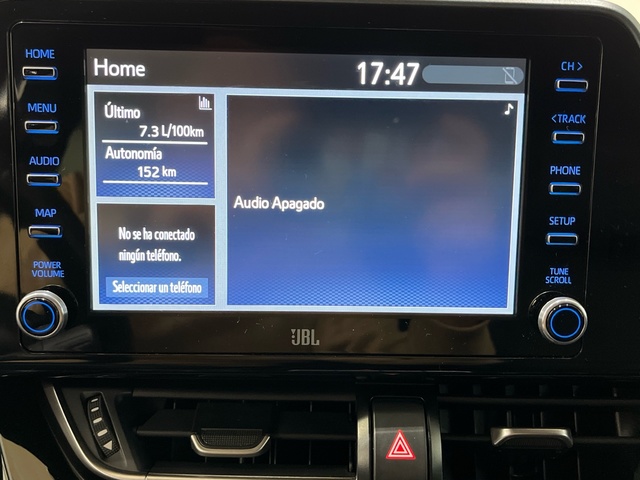 HOME
MENU
AUDIO
MAP
POWER
VOLUME
Home
17:47
Último
7.3 L/100km
Autonomía
152 km
No se ha conectado
ningún teléfono.
Seleccionar un teléfono
Audio Apagado
CH >
< TRACK
PHONE
SETUP
TUNE
SCROLL
JBL